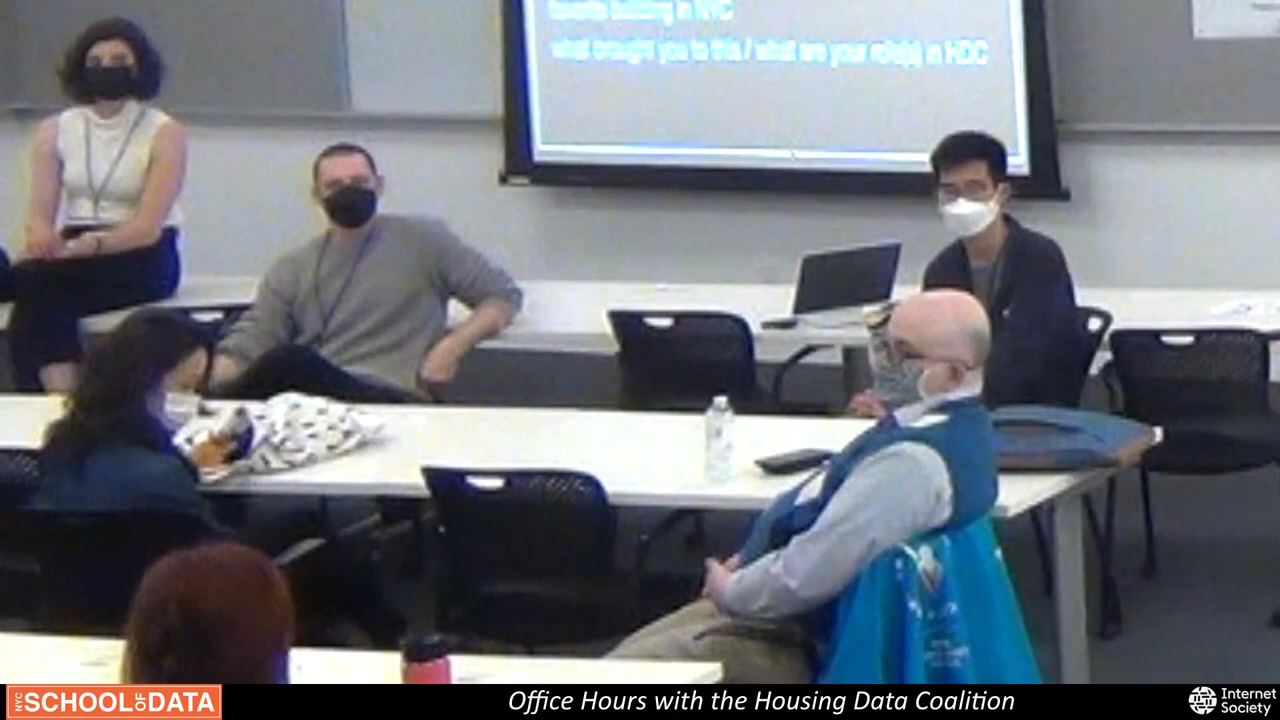 favorite building in NYC
what brought you to this / what are your role(s) in HDC
NYC SCHOOL OF DATA
Office Hours with the Housing Data Coalition
Internet
Society